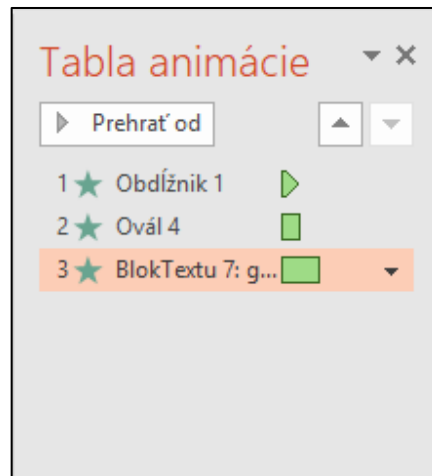 Tabla animácie
Prehrať od
1 Obdĺžnik 1
2 Ovál 4
3 BlokTextu 7: g...